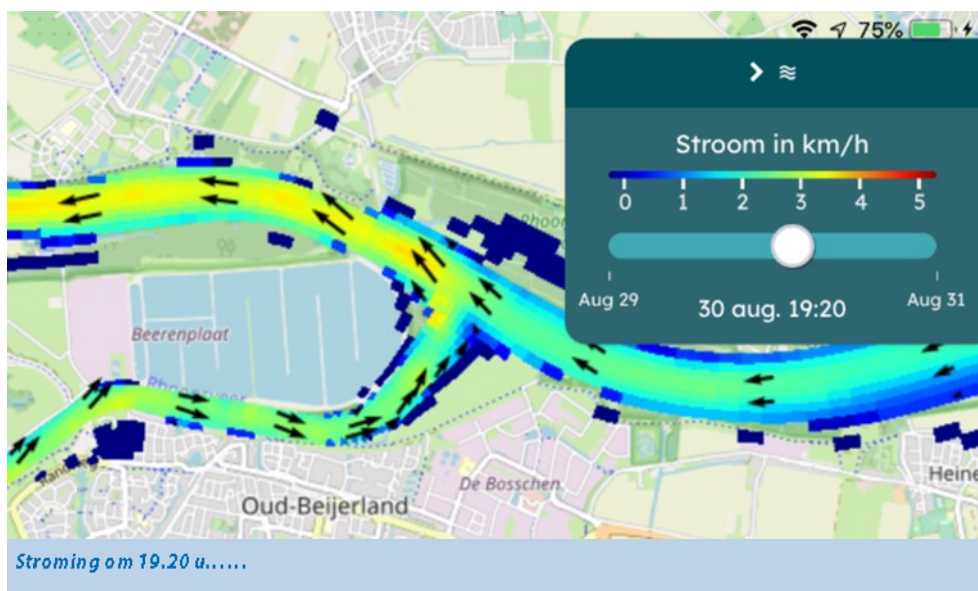 75%
Stroom in km/h
0 1 2 3 4 5
Aug 29 30 aug. 19:20 Aug 31
Beerenplaat
Oud-Beijerland
De Bosschen
Heine
Stroming om 19.20 u......